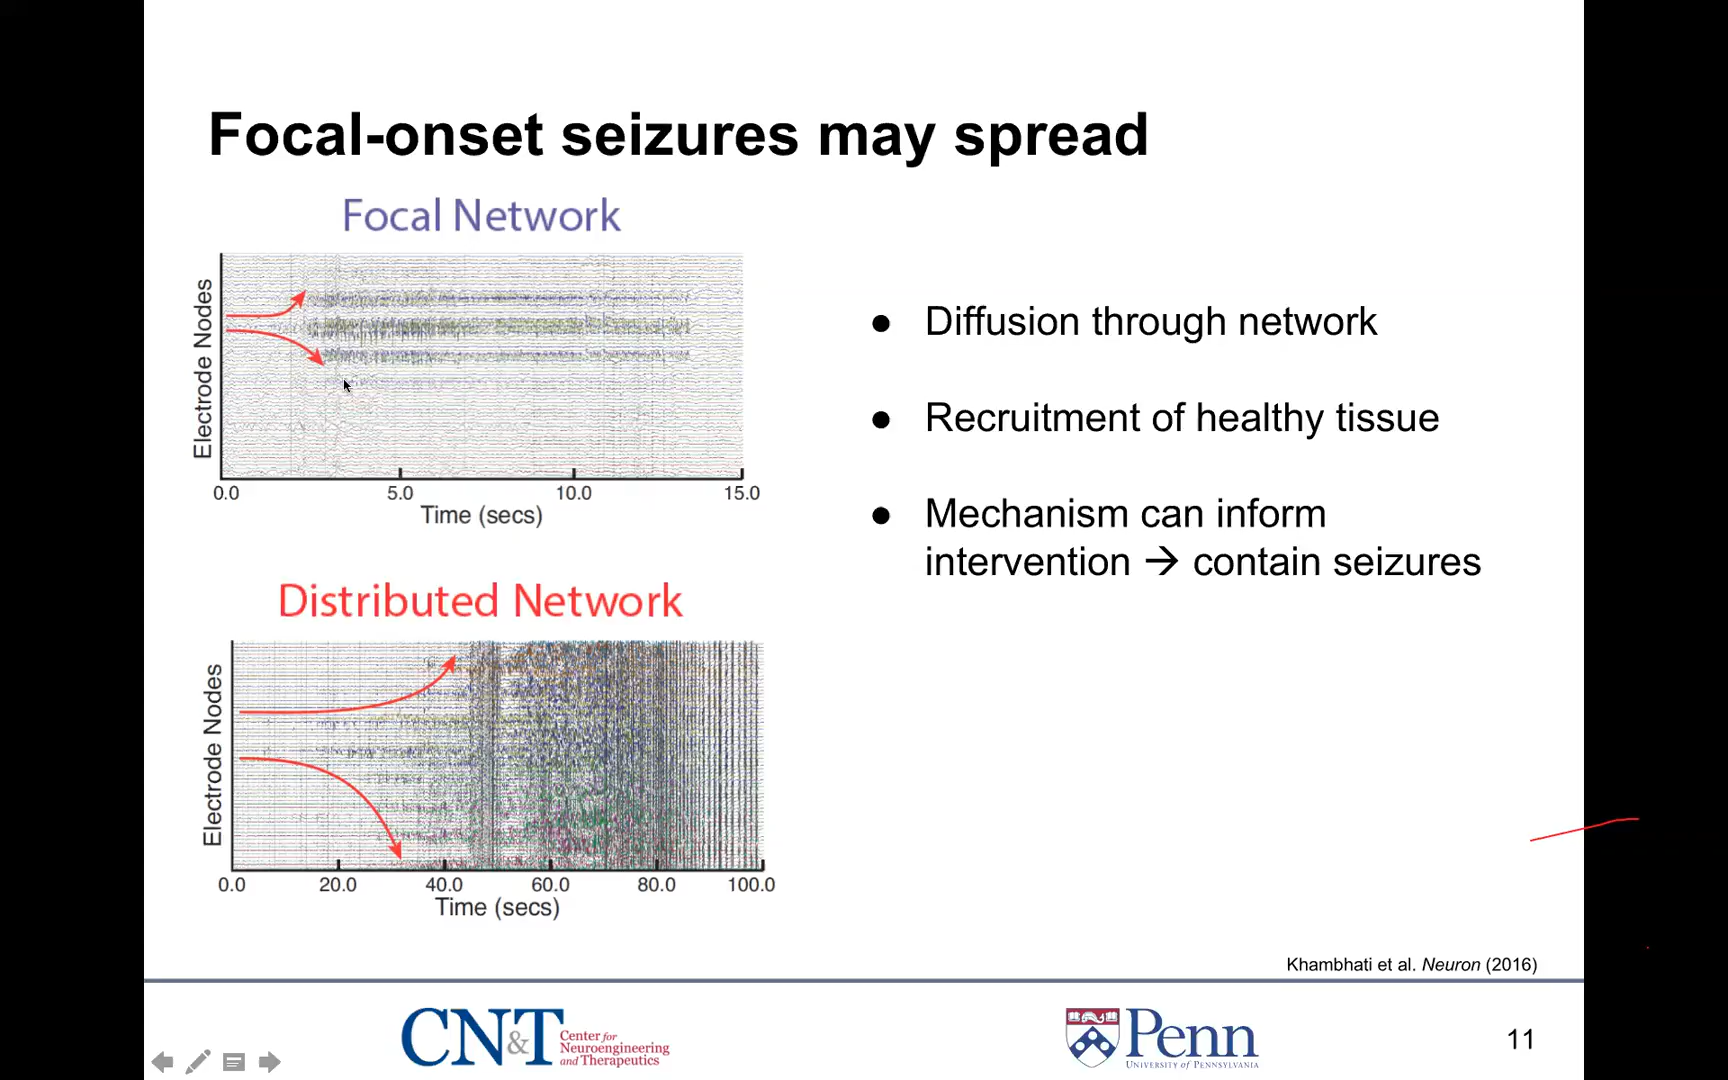 Focal-onset seizures may spread
Focal Network
Electrode Nodes
0.0 5.0 10.0 15.0
Time (secs)
Distributed Network
Electrode Nodes
0.0 20.0 40.0 60.0 80.0 100.0
Time (secs)
● Diffusion through network
● Recruitment of healthy tissue
● Mechanism can inform
intervention → contain seizures
Khambhati et al. Neuron (2016)
CN&T
Center for
Neuroengineering
and Therapeutics
Penn
UNIVERSITY of PENNSYLVANIA
11